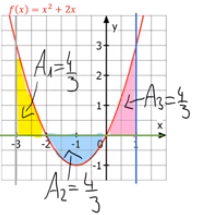 f(x) = x² + 2x
y
3
A₁ = 4/3
2
A₃ = 4/3
1
x
-3 -2 -1 0 1
-1
A₂ = 4/3